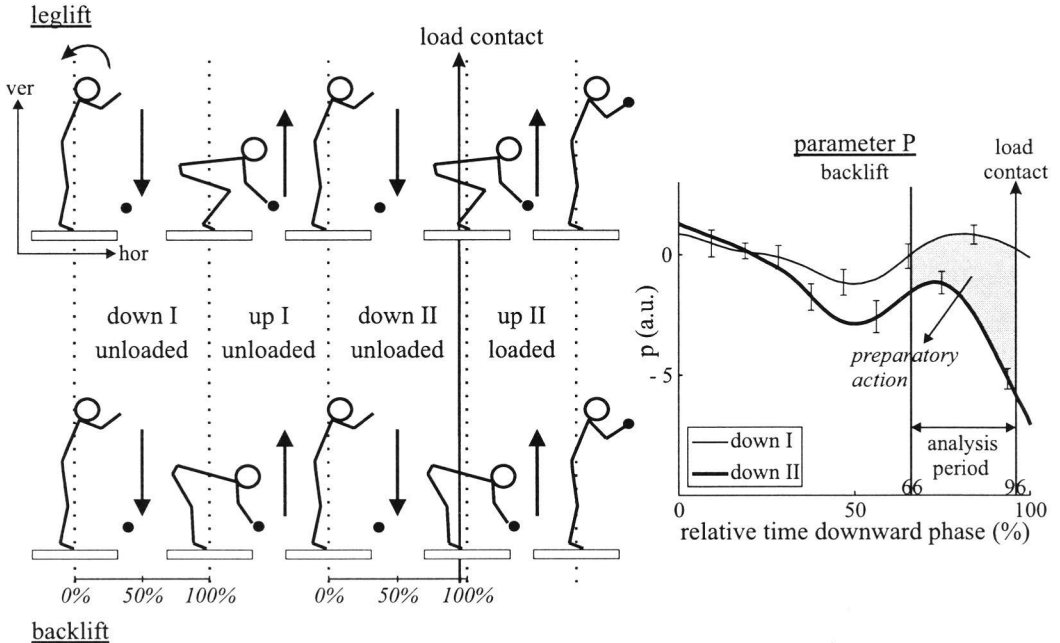 leglift
load contact
ver
hor
down I
unloaded
up I
unloaded
down II
unloaded
up II
loaded
0%
50%
100%
0%
50%
100%
backlift
parameter P
backlift
load
contact
0
- 5
p (a.u.)
preparatory
action
down I
down II
analysis
period
66
96
0
50
100
relative time downward phase (%)